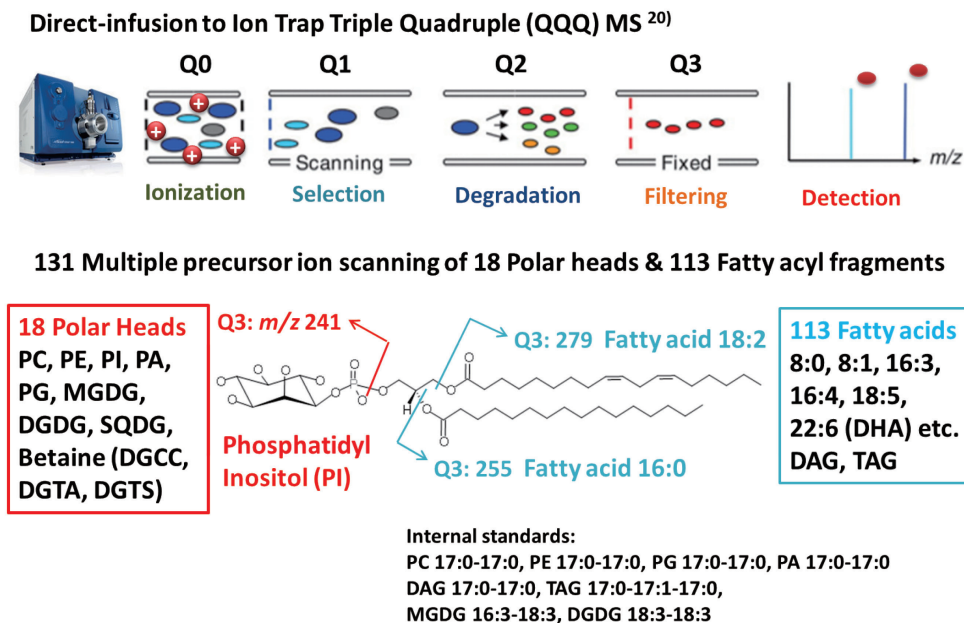 Direct-infusion to Ion Trap Triple Quadruple (QQQ) MS 20)
Q0 Q1 Q2 Q3
+ + + +
Scanning Fixed m/z
Ionization Selection Degradation Filtering Detection
131 Multiple precursor ion scanning of 18 Polar heads & 113 Fatty acyl fragments
18 Polar Heads
PC, PE, PI, PA,
PG, MGDG,
DGDG, SQDG,
Betaine (DGCC,
DGTA, DGTS)
Q3: m/z 241
Q3: 279 Fatty acid 18:2
O O O O O P O O O O O O O H
Phosphatidyl
Inositol (PI)
Q3: 255 Fatty acid 16:0
113 Fatty acids
8:0, 8:1, 16:3,
16:4, 18:5,
22:6 (DHA) etc.
DAG, TAG
Internal standards:
PC 17:0-17:0, PE 17:0-17:0, PG 17:0-17:0, PA 17:0-17:0
DAG 17:0-17:0, TAG 17:0-17:1-17:0,
MGDG 16:3-18:3, DGDG 18:3-18:3